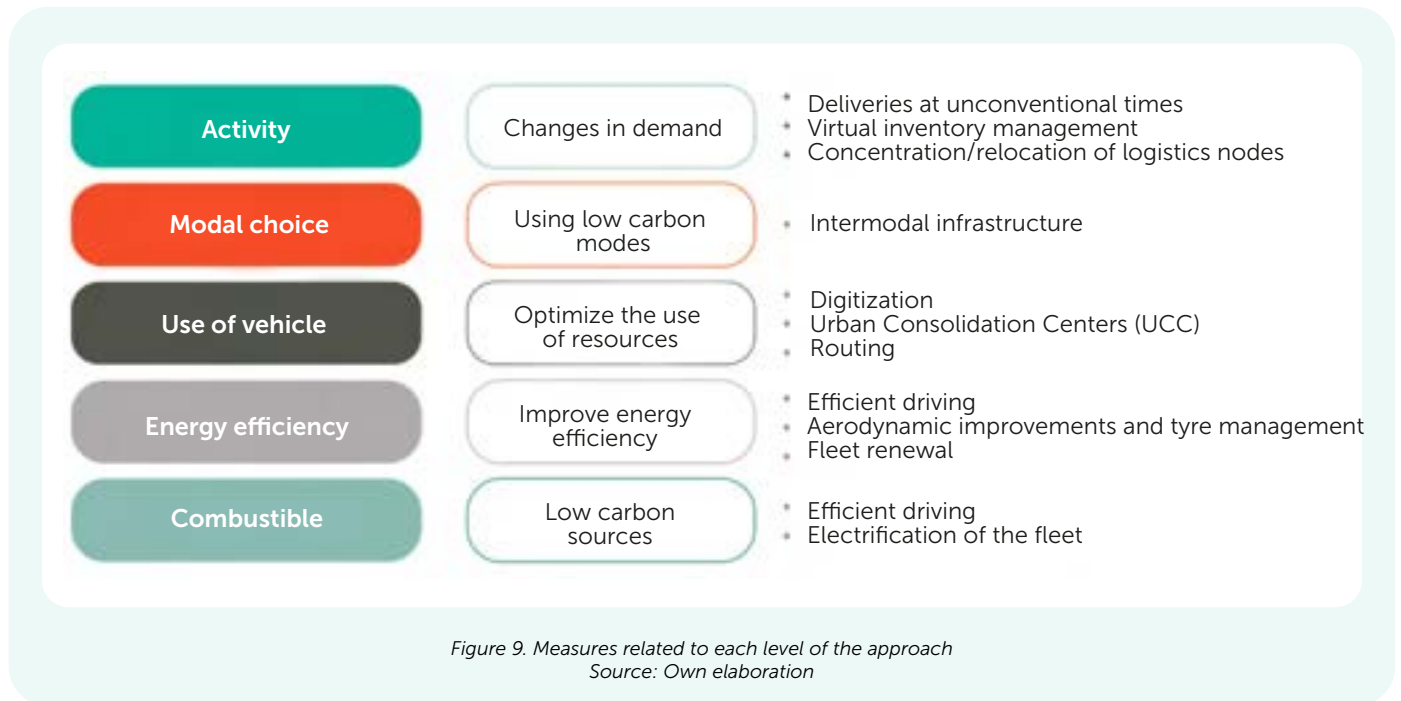 Activity
Changes in demand
• Deliveries at unconventional times
• Virtual inventory management
• Concentration/relocation of logistics nodes
Modal choice
Using low carbon
modes
• Intermodal infrastructure
Use of vehicle
Optimize the use
of resources
• Digitization
• Urban Consolidation Centers (UCC)
• Routing
Energy efficiency
Improve energy
efficiency
• Efficient driving
• Aerodynamic improvements and tyre management
• Fleet renewal
Combustible
Low carbon
sources
• Efficient driving
• Electrification of the fleet
Figure 9. Measures related to each level of the approach
Source: Own elaboration